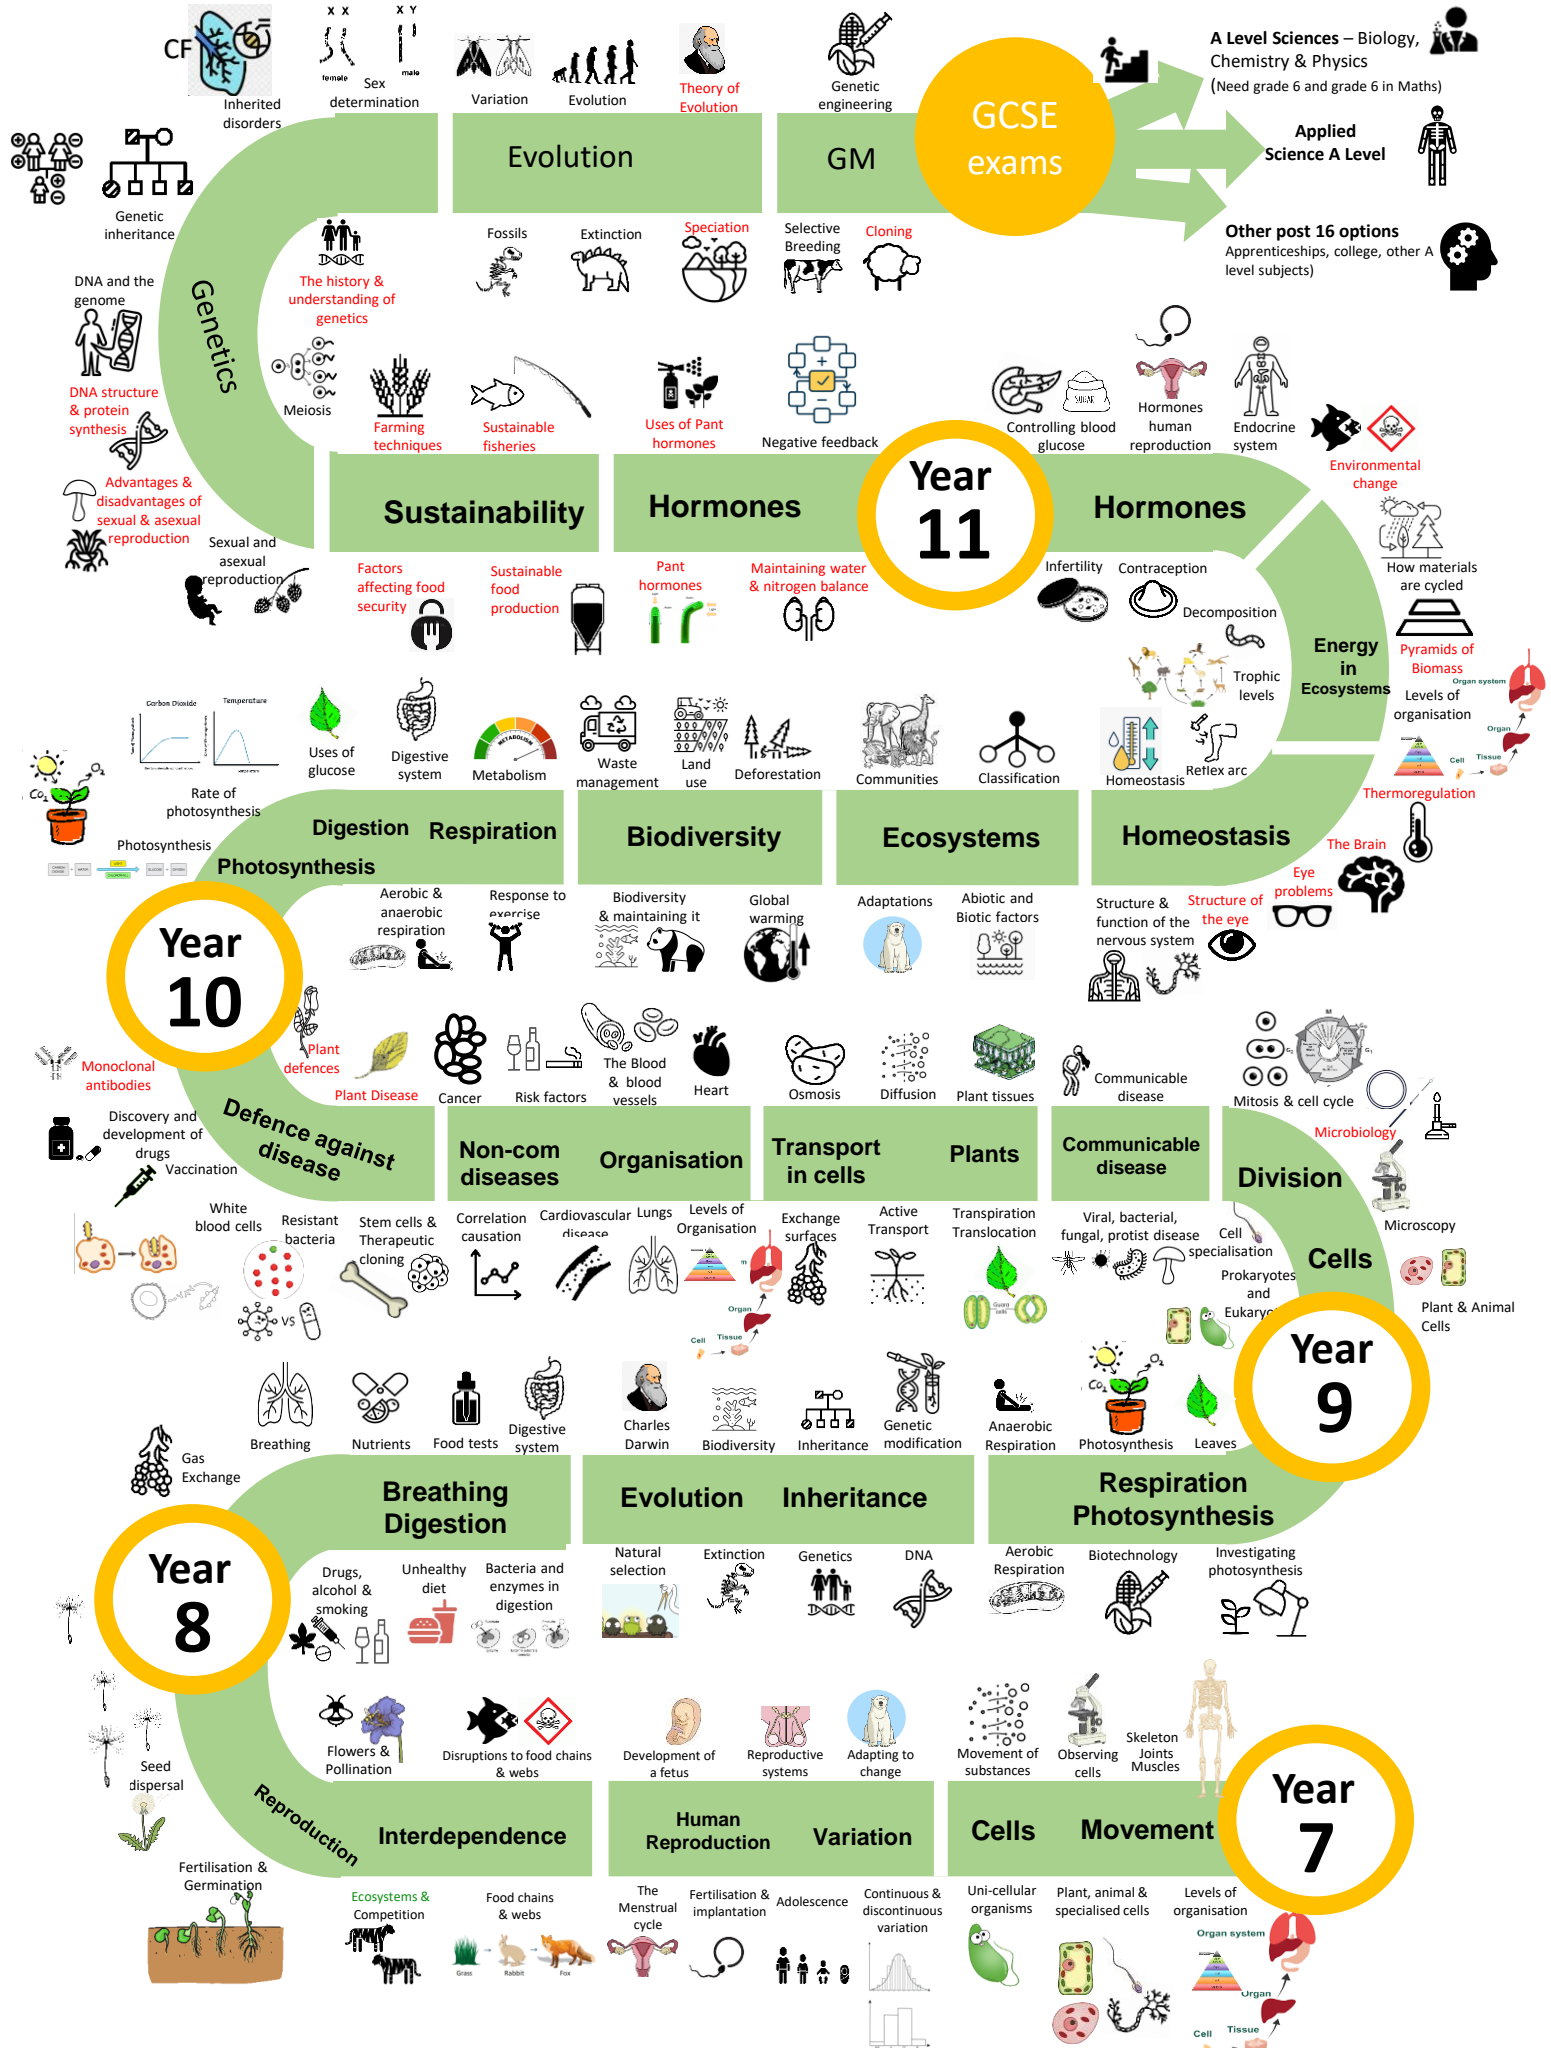 X X
X Y
CF
female
male
Inherited
disorders
Sex
determination
Variation
Evolution
Theory of
Evolution
Genetic
engineering
A Level Sciences – Biology,
Chemistry & Physics
(Need grade 6 and grade 6 in Maths)
Evolution
GM
GCSE
exams
Applied
Science A Level
Genetic
inheritance
The history &
understanding of
genetics
Fossils
Extinction
Speciation
Selective
Breeding
Cloning
Other post 16 options
Apprenticeships, college, other A
level subjects)
DNA and the
genome
Genetics
DNA structure
& protein
synthesis
Meiosis
Farming
techniques
Sustainable
fisheries
Uses of Pant
hormones
Negative feedback
SUGAR
Controlling blood
glucose
Hormones
human
reproduction
Endocrine
system
Environmental
change
Advantages &
disadvantages of
sexual & asexual
reproduction
Sustainability
Hormones
Year
11
Hormones
Sexual and
asexual
reproduction
Factors
affecting food
security
Sustainable
food
production
Pant
hormones
Maintaining water
& nitrogen balance
Infertility
Contraception
Decomposition
How materials
are cycled
Energy
in
Ecosystems
Pyramids of
Biomass
Trophic
levels
Levels of
organisation
Organ system
Organ
Tissue
Cell
Carbon Dioxide
Temperature
Uses of
glucose
Digestive
system
METABOLISM
Metabolism
Waste
management
Land
use
Deforestation
Communities
Classification
Homeostasis
Reflex arc
Thermoregulation
Rate of
photosynthesis
CO2
O2
Photosynthesis
Digestion
Respiration
Photosynthesis
Biodiversity
Ecosystems
Homeostasis
The Brain
Eye
problems
Structure of
the eye
Year
10
Aerobic &
anaerobic
respiration
Response to
exercise
Biodiversity
& maintaining it
Global
warming
Adaptations
Abiotic and
Biotic factors
Structure &
function of the
nervous system
Monoclonal
antibodies
Plant
defences
Plant Disease
Cancer
Risk factors
The Blood
& blood
vessels
Heart
Osmosis
Diffusion
Plant tissues
Communicable
disease
Mitosis & cell cycle
Microbiology
Discovery and
development of
drugs
Defence against
disease
Non-com
diseases
Organisation
Transport
in cells
Plants
Communicable
disease
Division
Vaccination
Microscopy
White
blood cells
Resistant
bacteria
VS
Stem cells &
Therapeutic
cloning
Correlation
causation
Cardiovascular
disease
Lungs
Levels of
Organisation
Organ
Cell
Tissue
Exchange
surfaces
Active
Transport
Transpiration
Translocation
Guard
cells
Viral, bacterial,
fungal, protist disease
Cell
specialisation
Prokaryotes
and
Cells
Plant & Animal
Cells
Year
9
Gas
Exchange
Breathing
Nutrients
Food tests
Digestive
system
Charles
Darwin
Biodiversity
Inheritance
Genetic
modification
Anaerobic
Respiration
CO2
O2
Photosynthesis
Leaves
Breathing
Digestion
Evolution
Inheritance
Respiration
Photosynthesis
Year
8
Drugs,
alcohol &
smoking
Unhealthy
diet
Bacteria and
enzymes in
digestion
Natural
selection
Extinction
Genetics
DNA
Aerobic
Respiration
Biotechnology
Investigating
photosynthesis
Seed
dispersal
Flowers &
Pollination
Disruptions to food chains
& webs
Development of
a fetus
Reproductive
systems
Adapting to
change
Movement of
substances
Observing
cells
Skeleton
Joints
Muscles
Reproduction
Interdependence
Human
Reproduction
Variation
Cells
Movement
Year
7
Fertilisation &
Germination
Ecosystems &
Competition
Food chains
& webs
Grass
Rabbit
Fox
The
Menstrual
cycle
Fertilisation &
implantation
Adolescence
Continuous &
discontinuous
variation
Uni-cellular
organisms
Plant, animal &
specialised cells
Levels of
organisation
Organ system
Organ
Tissue
Cell